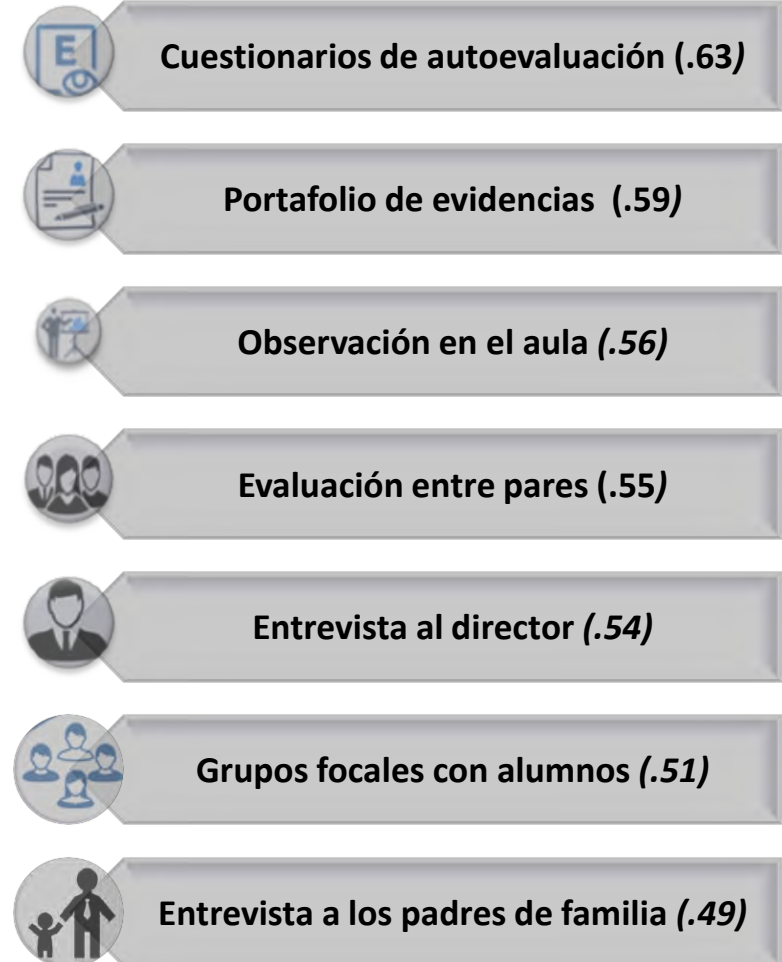 E
Cuestionarios de autoevaluación (.63)
Portafolio de evidencias (.59)
Observación en el aula (.56)
Evaluación entre pares (.55)
Entrevista al director (.54)
Grupos focales con alumnos (.51)
Entrevista a los padres de familia (.49)